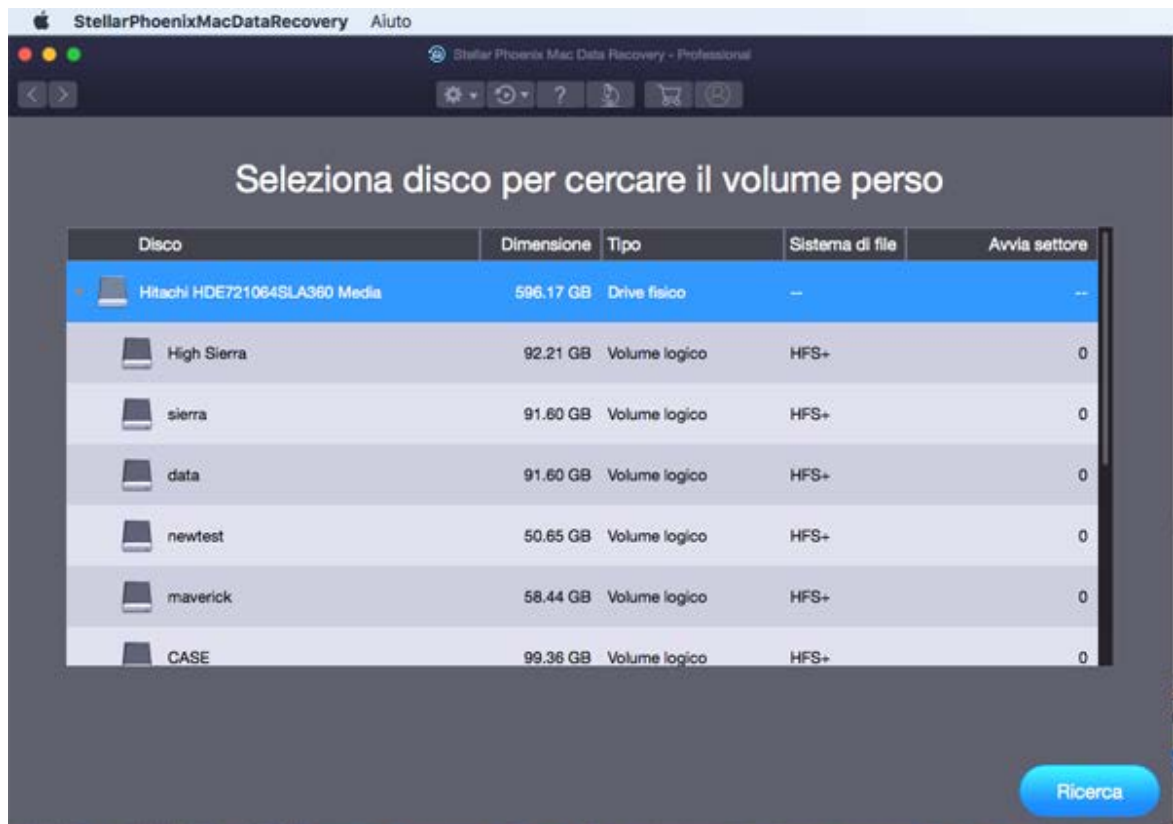 StellarPhoenixMacDataRecovery Aiuto
Stellar Phoenix Mac Data Recovery - Professional
?
Seleziona disco per cercare il volume perso
Disco Dimensione Tipo Sistema di file Avvia settore
Hitachi HDE721064SLA360 Media 596.17 GB Drive fisico -- --
High Sierra 92.21 GB Volume logico HFS+ 0
sierra 91.60 GB Volume logico HFS+ 0
data 91.60 GB Volume logico HFS+ 0
newtest 50.65 GB Volume logico HFS+ 0
maverick 58.44 GB Volume logico HFS+ 0
CASE 99.36 GB Volume logico HFS+ 0
Ricerca